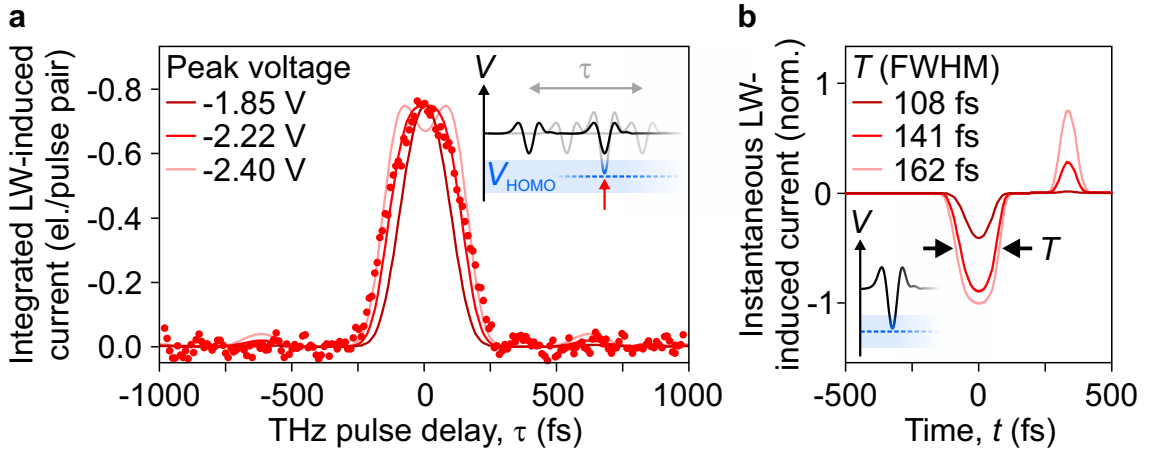 a
Integrated LW-induced
current (el./pulse pair)
-0.8
-0.6
-0.4
-0.2
0.0
Peak voltage
-1.85 V
-2.22 V
-2.40 V
V
τ
V_HOMO
-1000
-500
0
500
1000
THz pulse delay, τ (fs)
b
Instantaneous LW-
induced current (norm.)
1
0
-1
T (FWHM)
108 fs
141 fs
162 fs
T
V
-500
0
500
Time, t (fs)